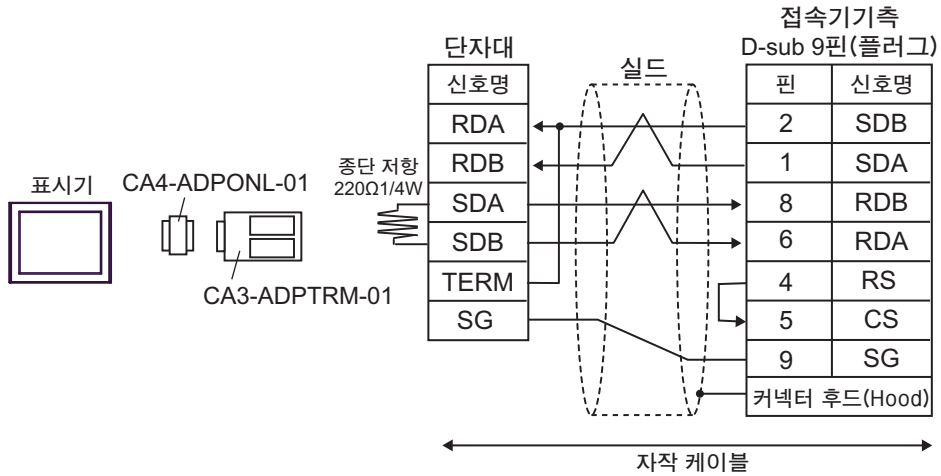 접속기기측
D-sub 9핀(플러그)
단자대
실드
신호명
핀 신호명
RDA
2 SDB
RDB
1 SDA
종단 저항
220Ω1/4W
표시기
CA4-ADPONL-01
SDA
8 RDB
SDB
6 RDA
CA3-ADPTRM-01
TERM
4 RS
SG
5 CS
9 SG
커넥터 후드(Hood)
자작 케이블